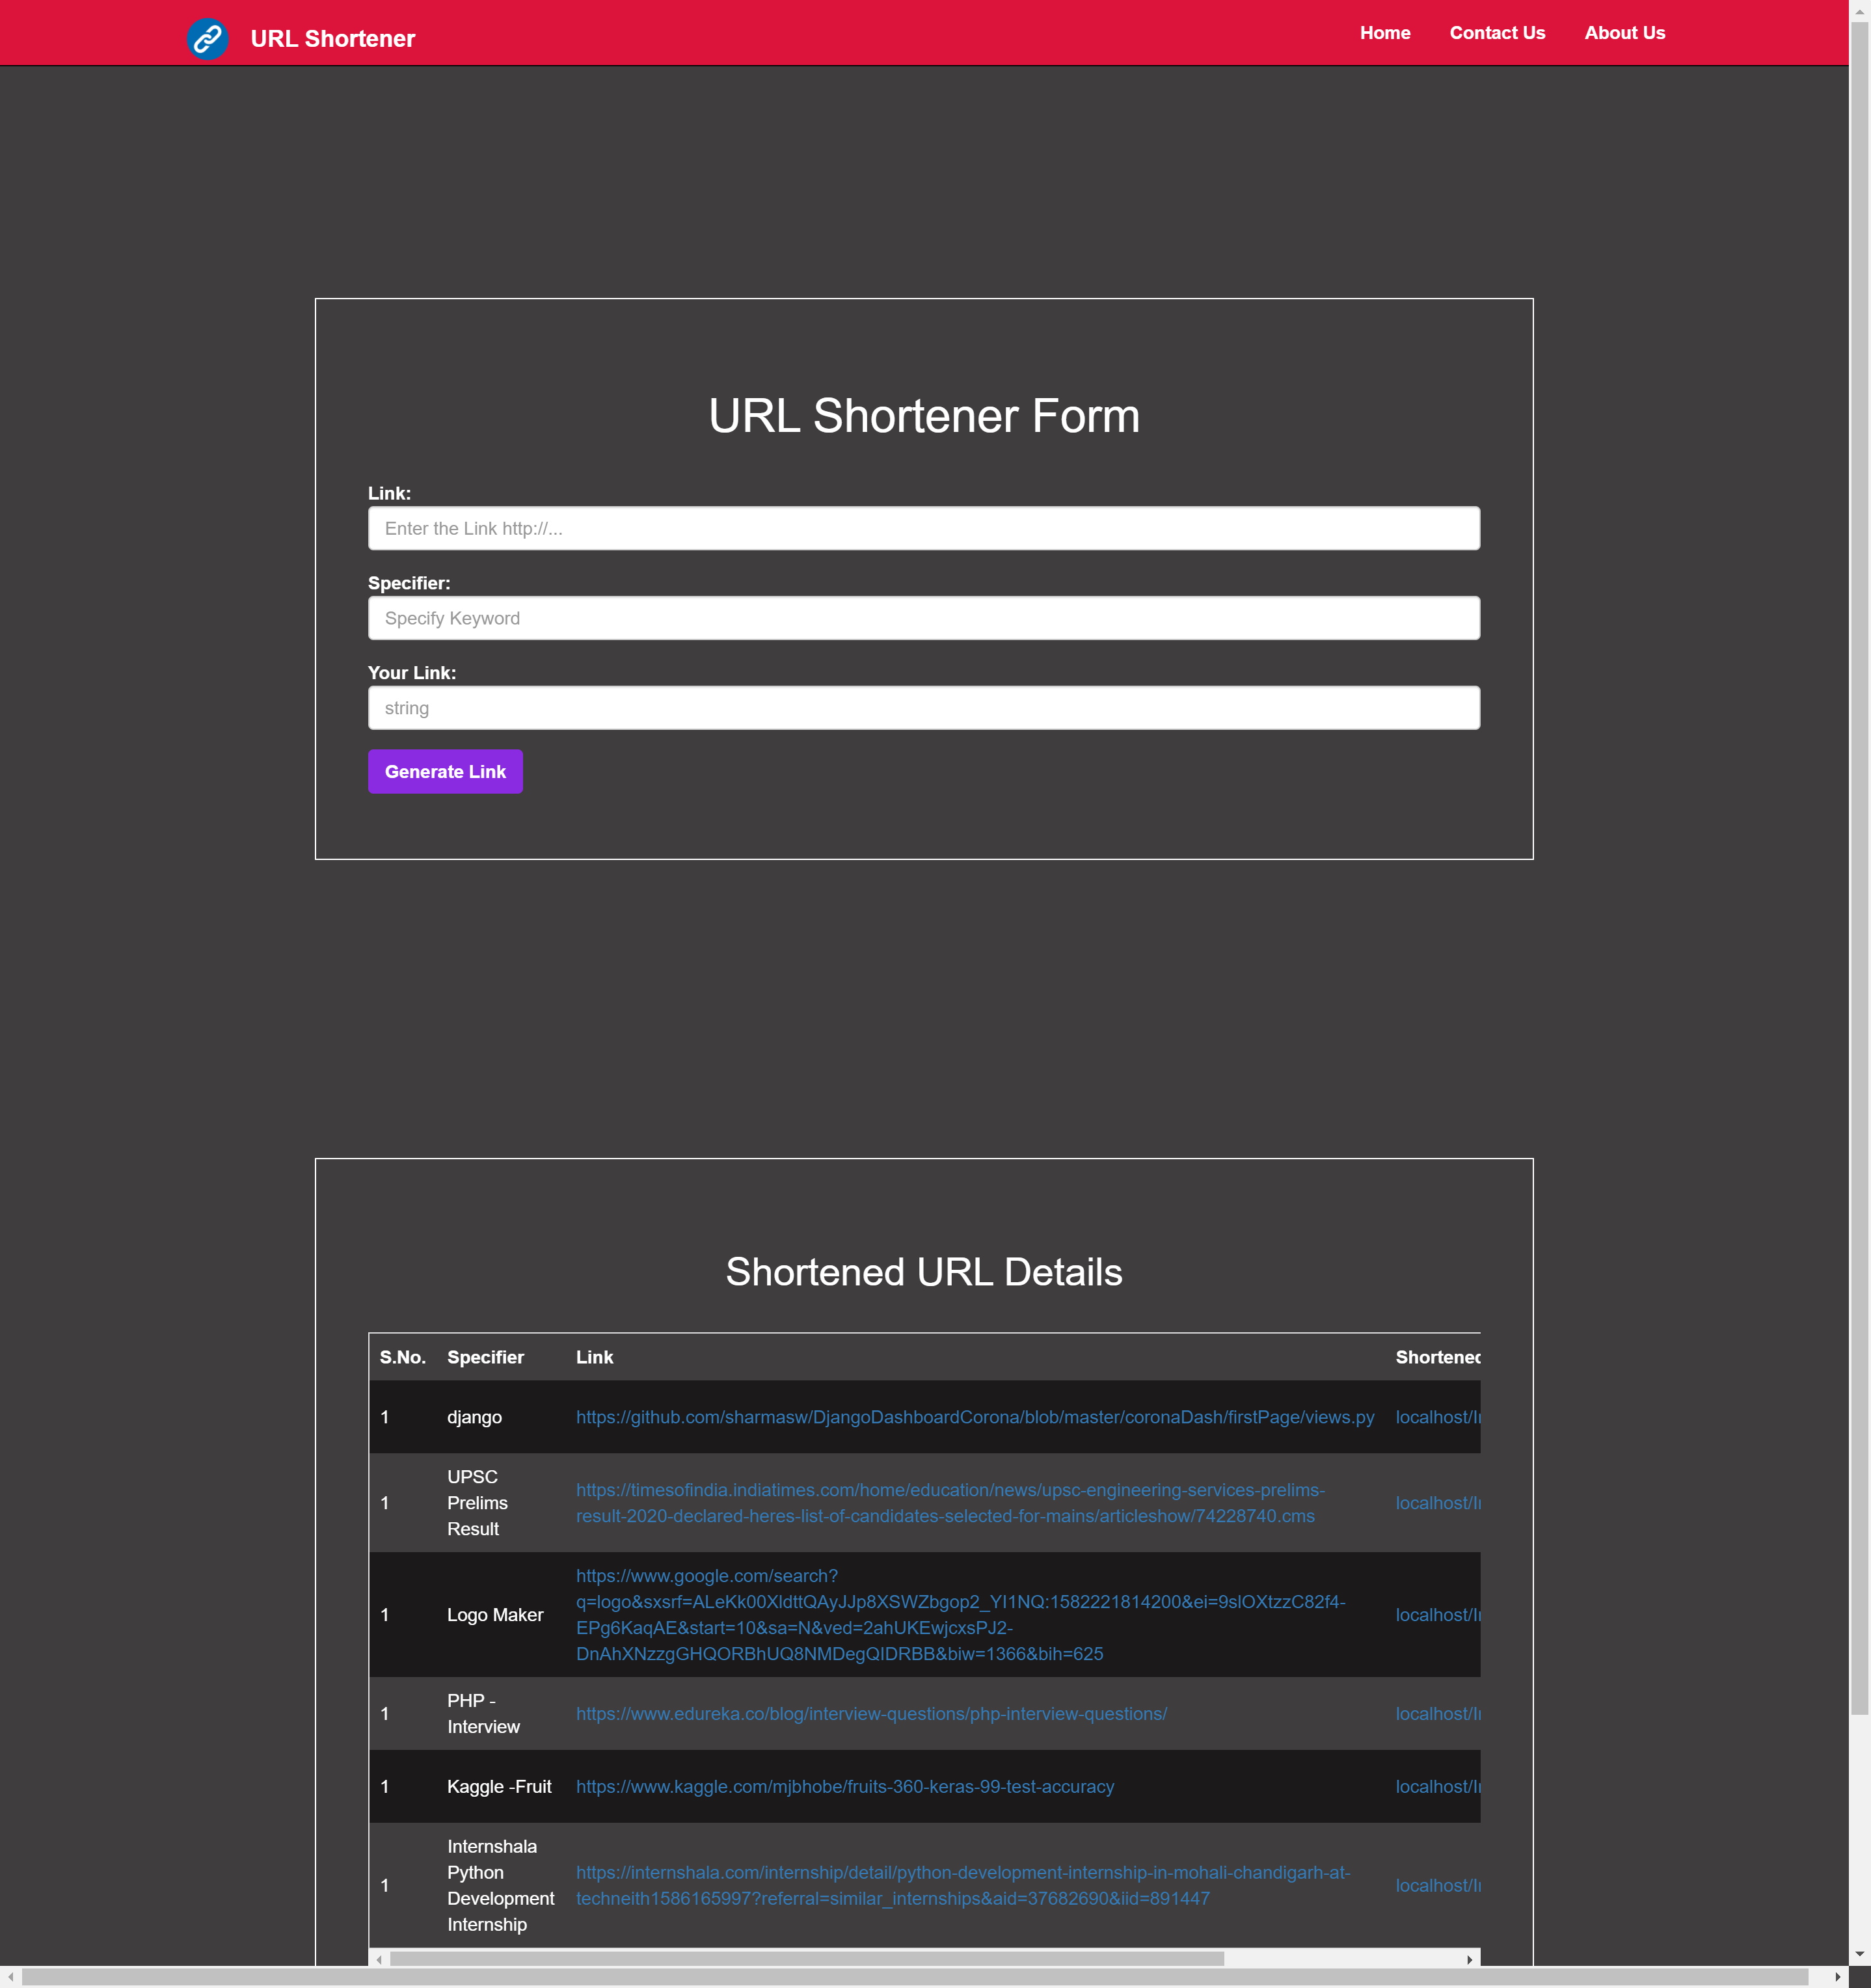 URL Shortener
Home
Contact Us
About Us
URL Shortener Form
Link:
Enter the Link http://...
Specifier:
Specify Keyword
Your Link:
string
Generate Link
Shortened URL Details
S.No. Specifier Link Shortened
1 django https://github.com/sharmasw/DjangoDashboardCorona/blob/master/coronaDash/firstPage/views.py localhost/
UPSC
Prelims
Result
1
https://timesofindia.indiatimes.com/home/education/news/upsc-engineering-services-prelims-
result-2020-declared-heres-list-of-candidates-selected-for-mains/articleshow/74228740.cms
localhost/
1 Logo Maker
https://www.google.com/search?
q=logo&sxsrf=ALeKk00XldttQAyJJp8XSWZbgop2_YI1NQ:1582221814200&ei=9slOXtzzC82f4-
EPg6KaqAE&start=10&sa=N&ved=2ahUKEwjcxsPJ2-
DnAhXNzzgGHQORBhUQ8NMDegQIDRBB&biw=1366&bih=625
localhost/
1
PHP -
Interview
https://www.edureka.co/blog/interview-questions/php-interview-questions/
localhost/
1 Kaggle -Fruit https://www.kaggle.com/mjbhobe/fruits-360-keras-99-test-accuracy localhost/
1
Internshala
Python
Development
Internship
https://internshala.com/internship/detail/python-development-internship-in-mohali-chandigarh-at-
techneith1586165997?referral=similar_internships&aid=37682690&iid=891447
localhost/